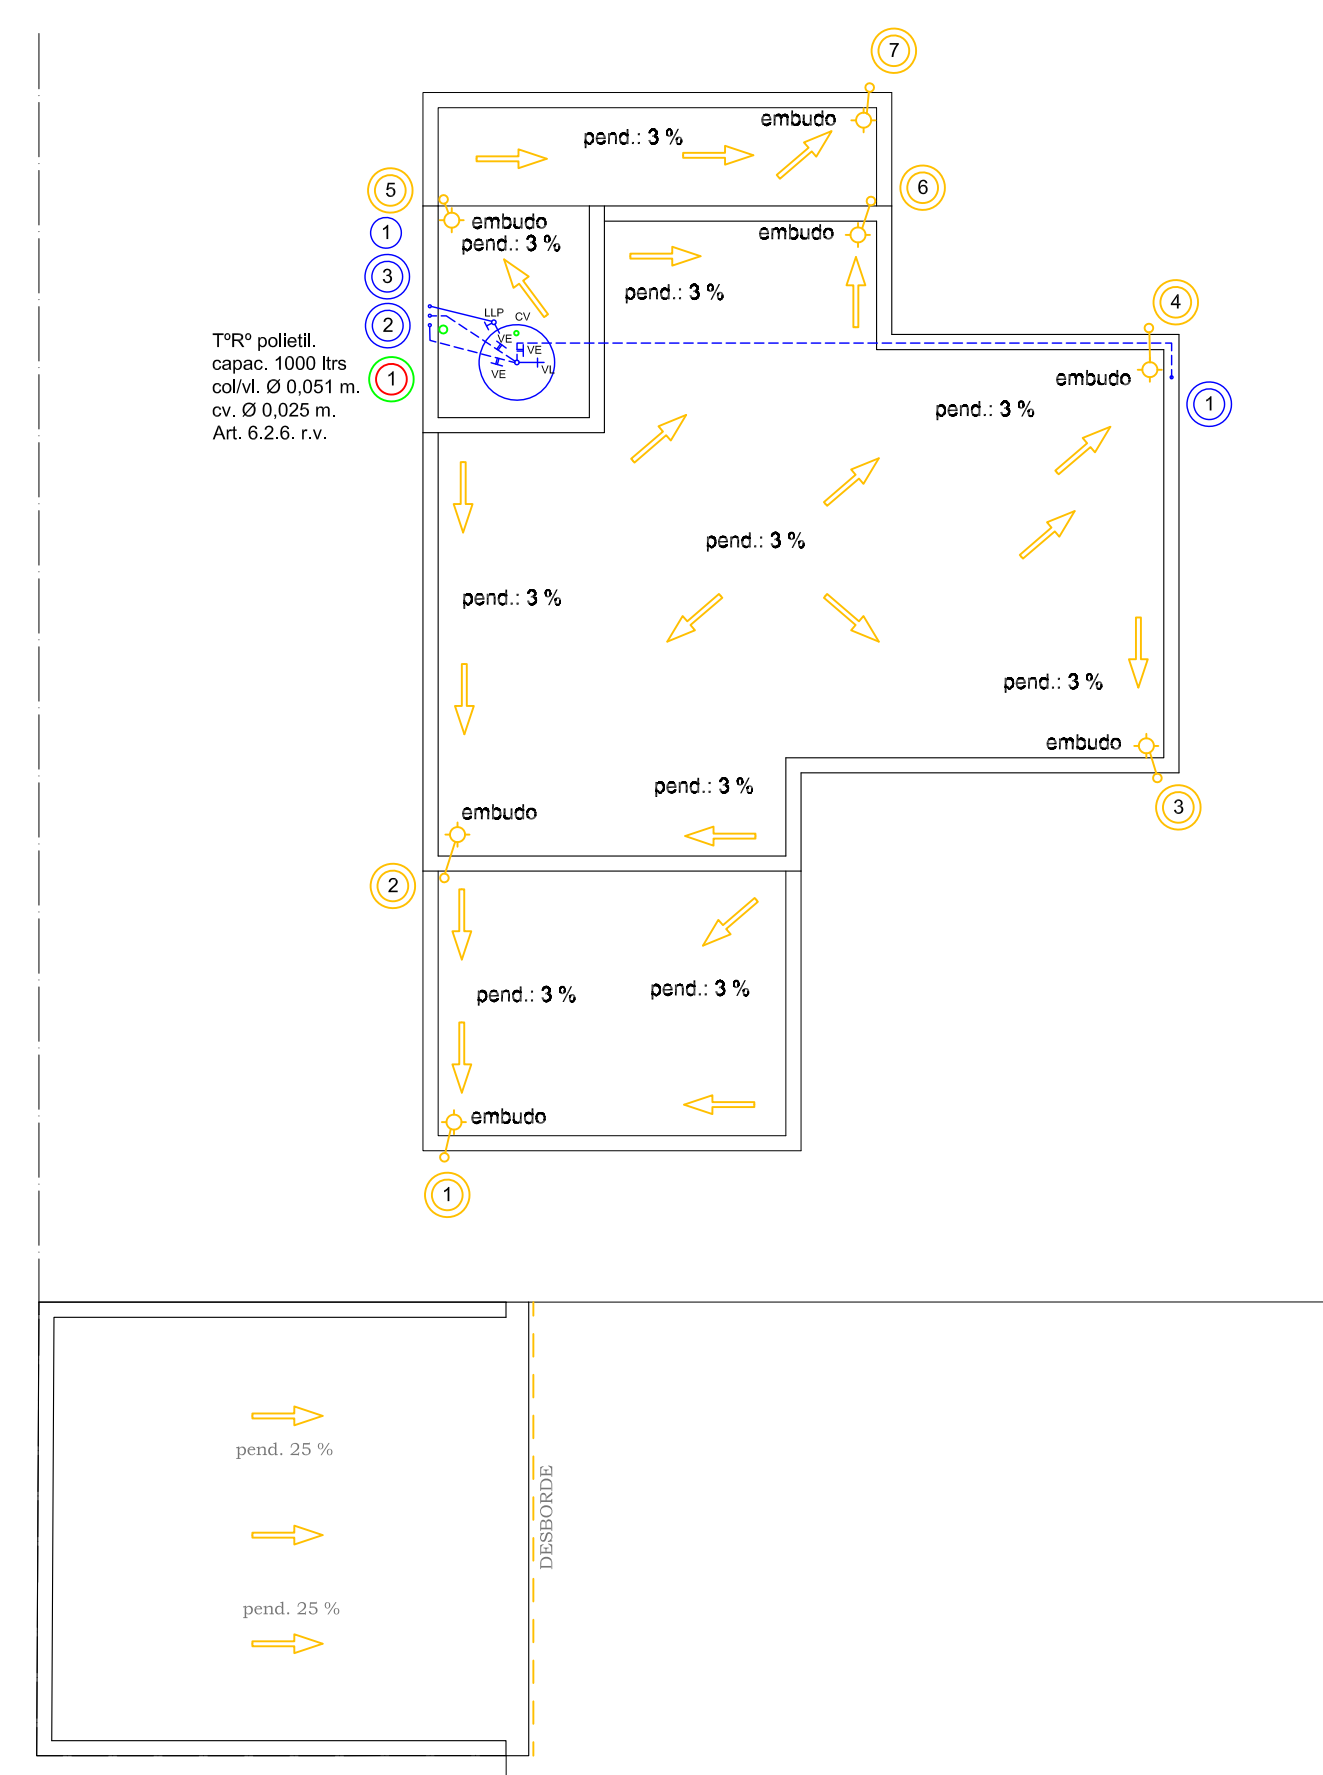 7
embudo
pend.: 3 %
5
6
embudo
embudo
1
pend.: 3 %
3
pend.: 3 %
4
LLP
CV
2
VE
VE
VE
VL
TºRº polietil.
capac. 1000 ltrs
col/vl. Ø 0,051 m.
cv. Ø 0,025 m.
Art. 6.2.6. r.v.
1
embudo
1
pend.: 3 %
pend.: 3 %
pend.: 3 %
pend.: 3 %
embudo
pend.: 3 %
3
embudo
2
pend.: 3 %
pend.: 3 %
embudo
1
pend. 25 %
DESBORDE
pend. 25 %